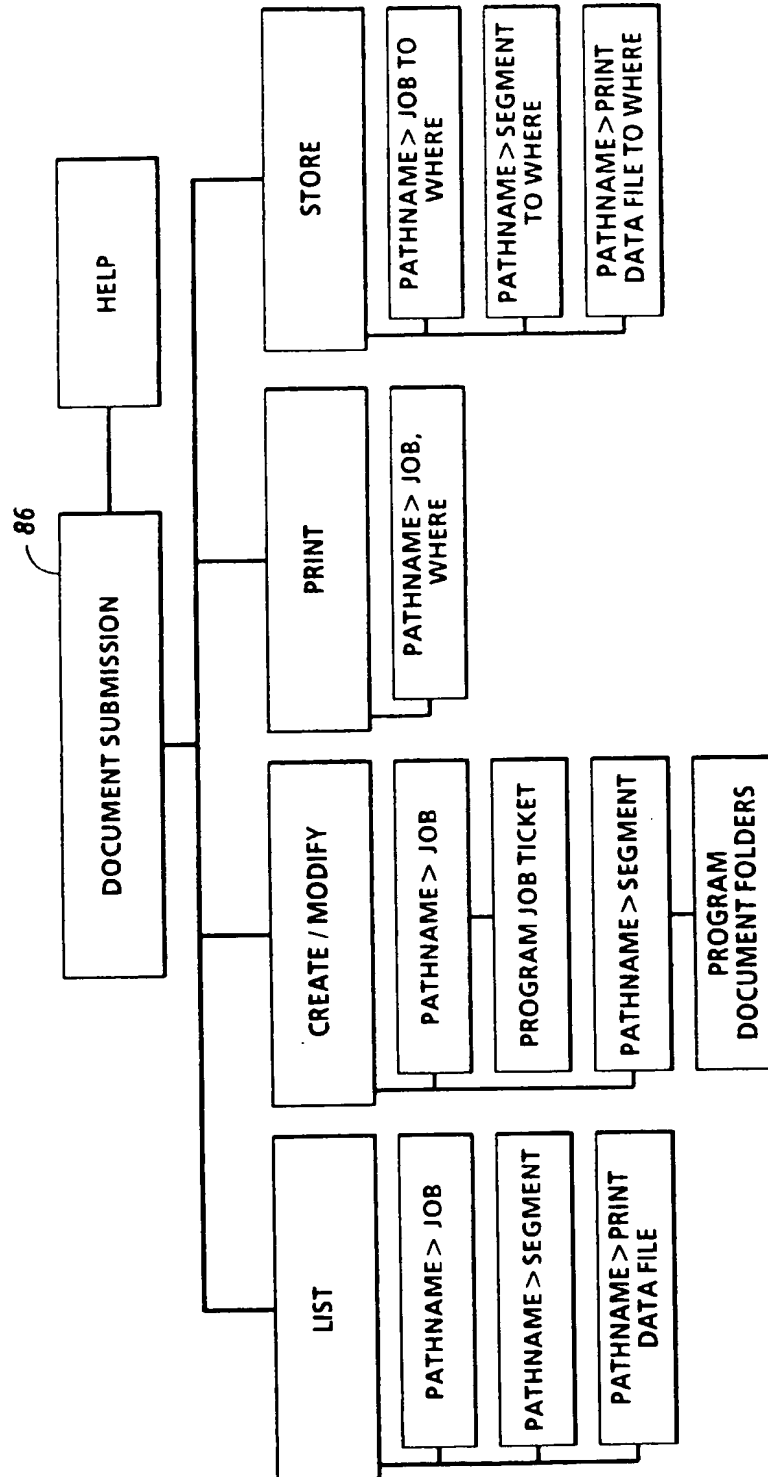 86
DOCUMENT SUBMISSION
HELP
LIST
PATHNAME > JOB
PATHNAME > SEGMENT
PATHNAME > PRINT
DATA FILE
CREATE / MODIFY
PATHNAME > JOB
PROGRAM JOB TICKET
PATHNAME > SEGMENT
PROGRAM
DOCUMENT FOLDERS
PRINT
PATHNAME > JOB,
WHERE
STORE
PATHNAME > JOB TO
WHERE
PATHNAME > SEGMENT
TO WHERE
PATHNAME > PRINT
DATA FILE TO WHERE